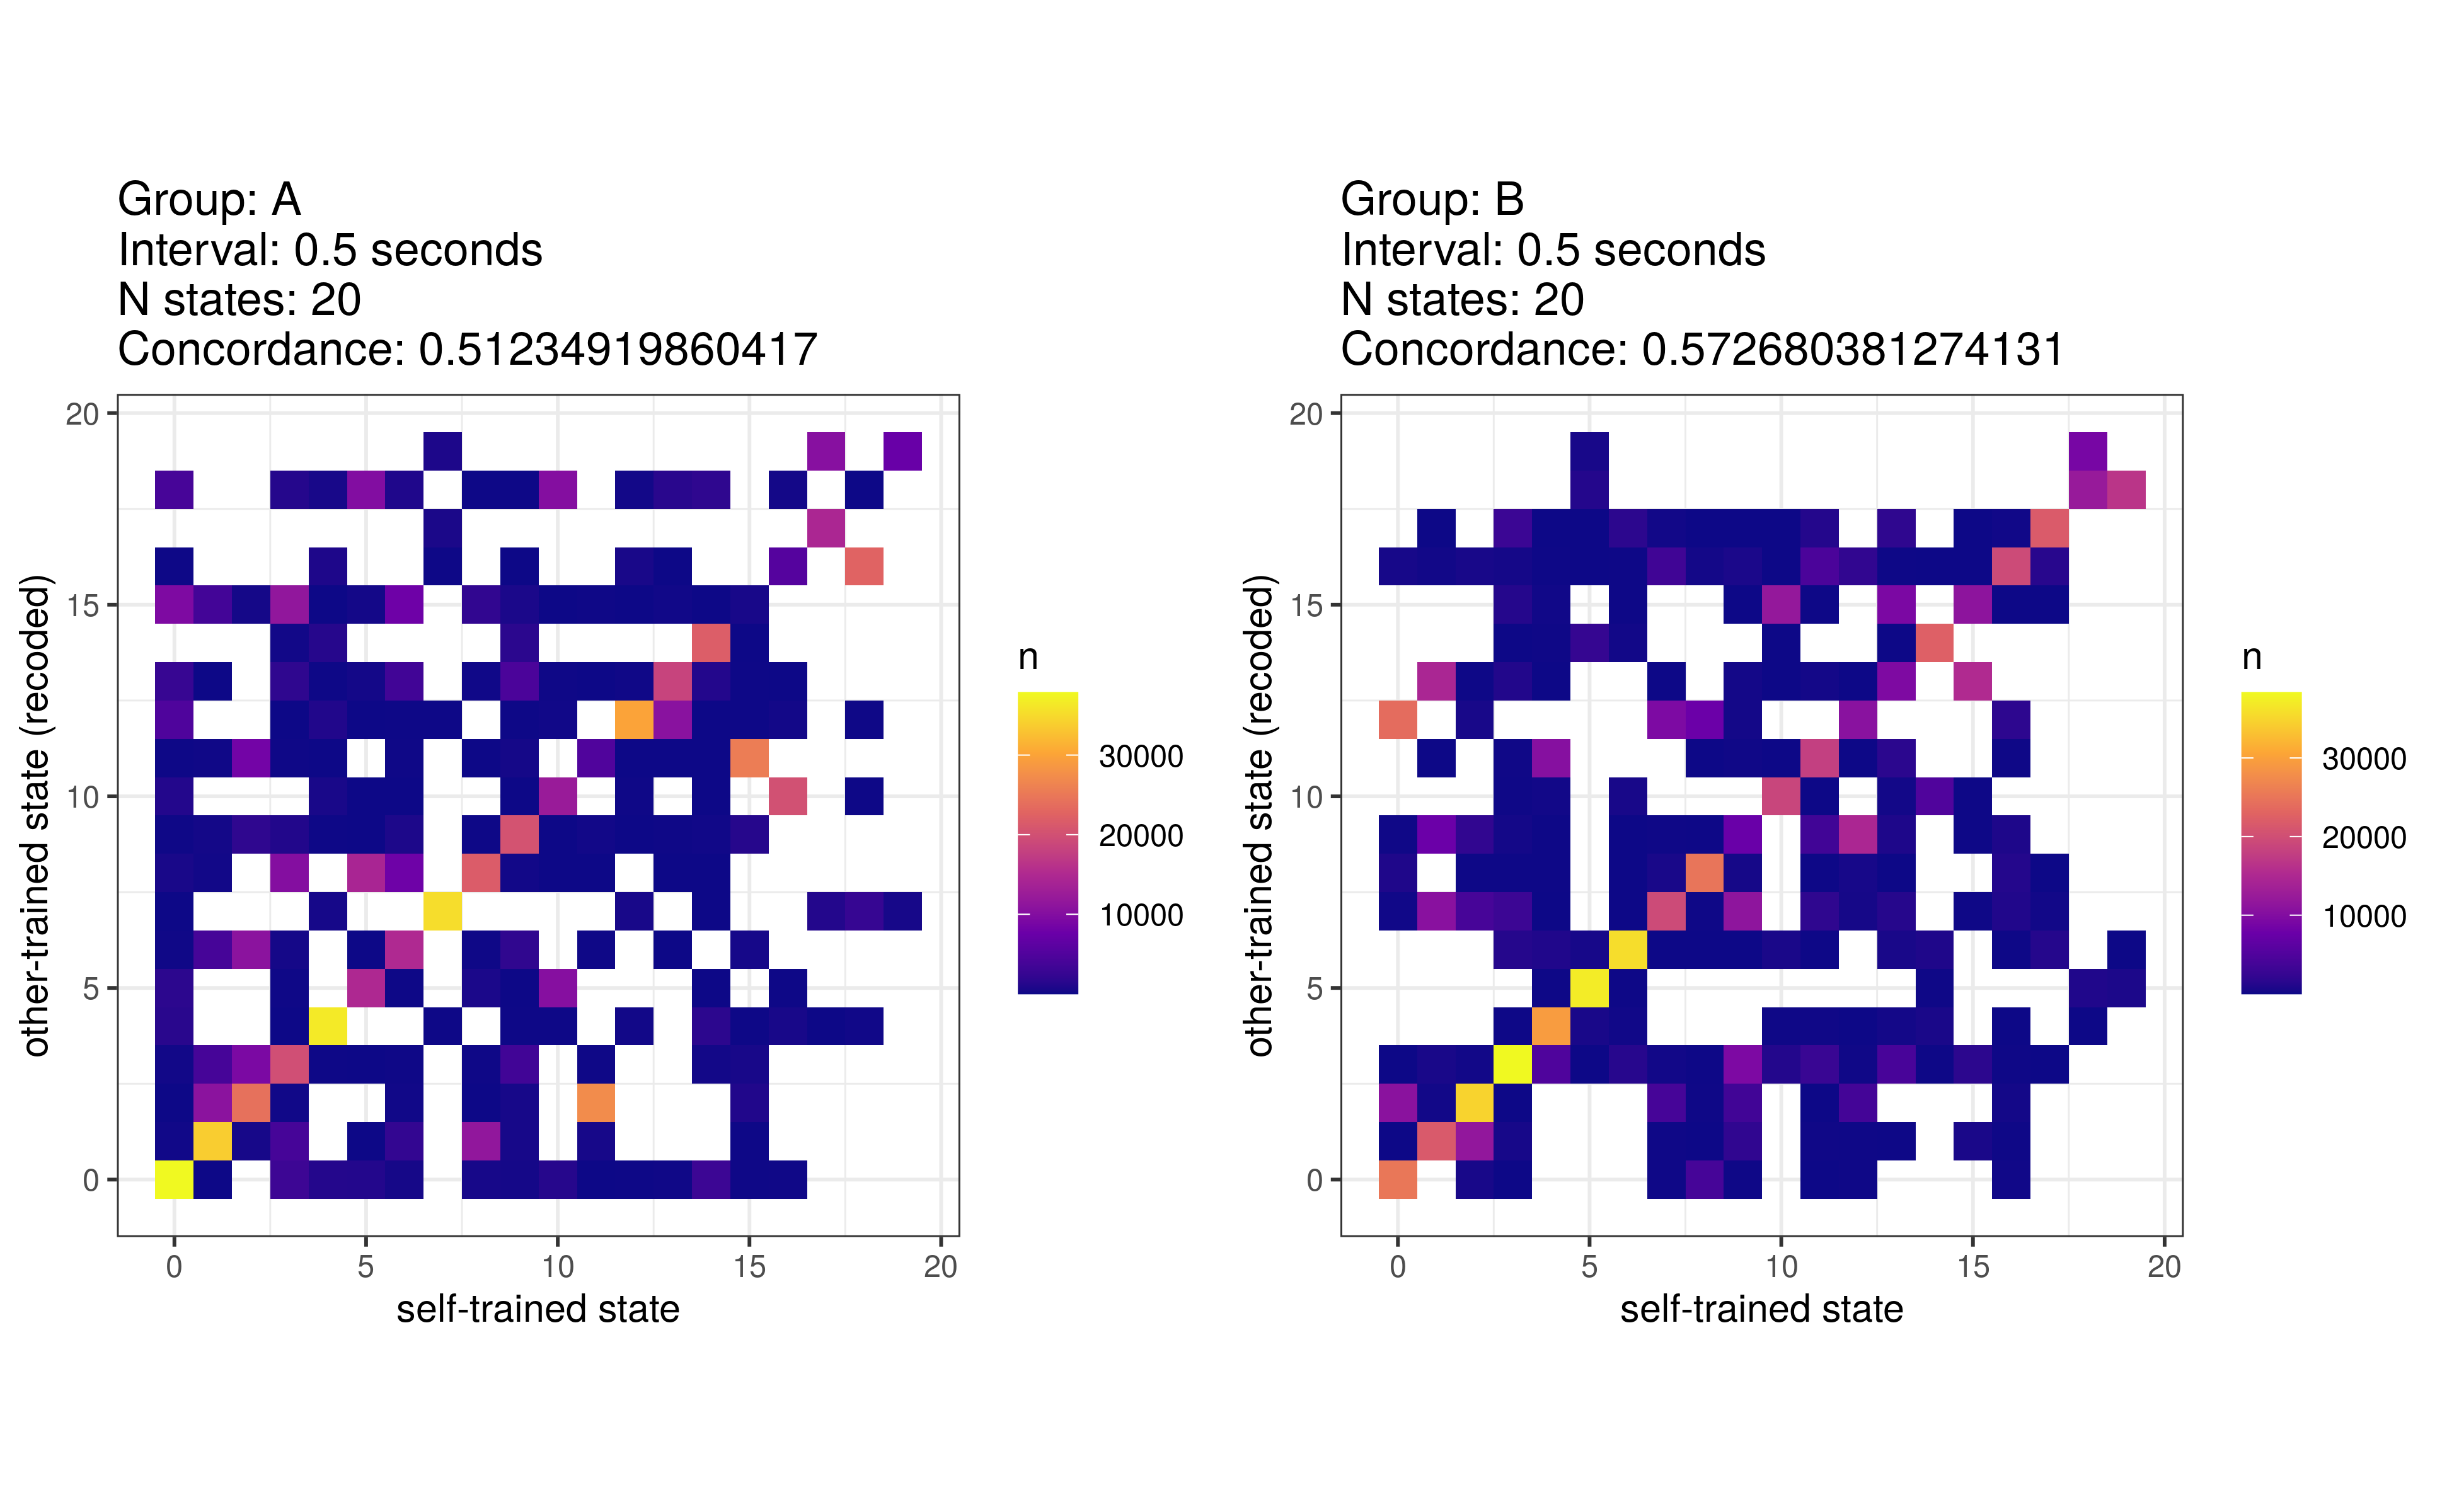 Group: A
Interval: 0.5 seconds
N states: 20
Concordance: 0.51234919860417
20
15
10
5
0
0 5 10 15 20
self-trained state
other-trained state (recoded)
n
30000
20000
10000
Group: B
Interval: 0.5 seconds
N states: 20
Concordance: 0.572680381274131
20
15
10
5
0
0 5 10 15 20
self-trained state
other-trained state (recoded)
n
30000
20000
10000